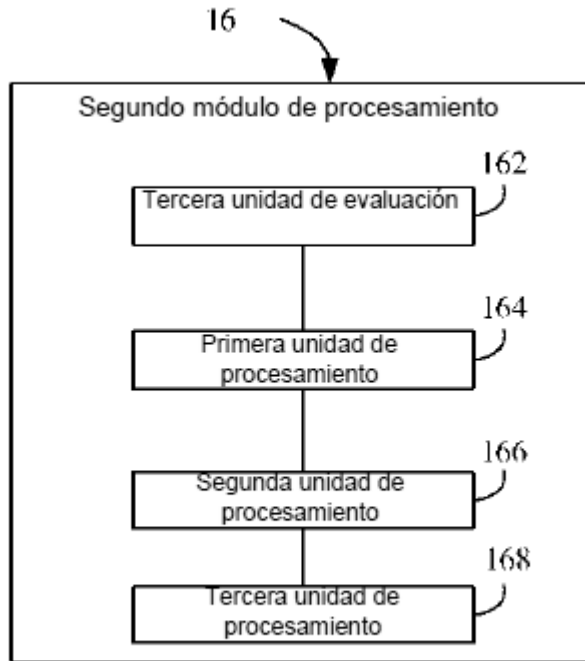 16
Segundo módulo de procesamiento
162
Tercera unidad de evaluación
164
Primera unidad de
procesamiento
166
Segunda unidad de
procesamiento
168
Tercera unidad de
procesamiento